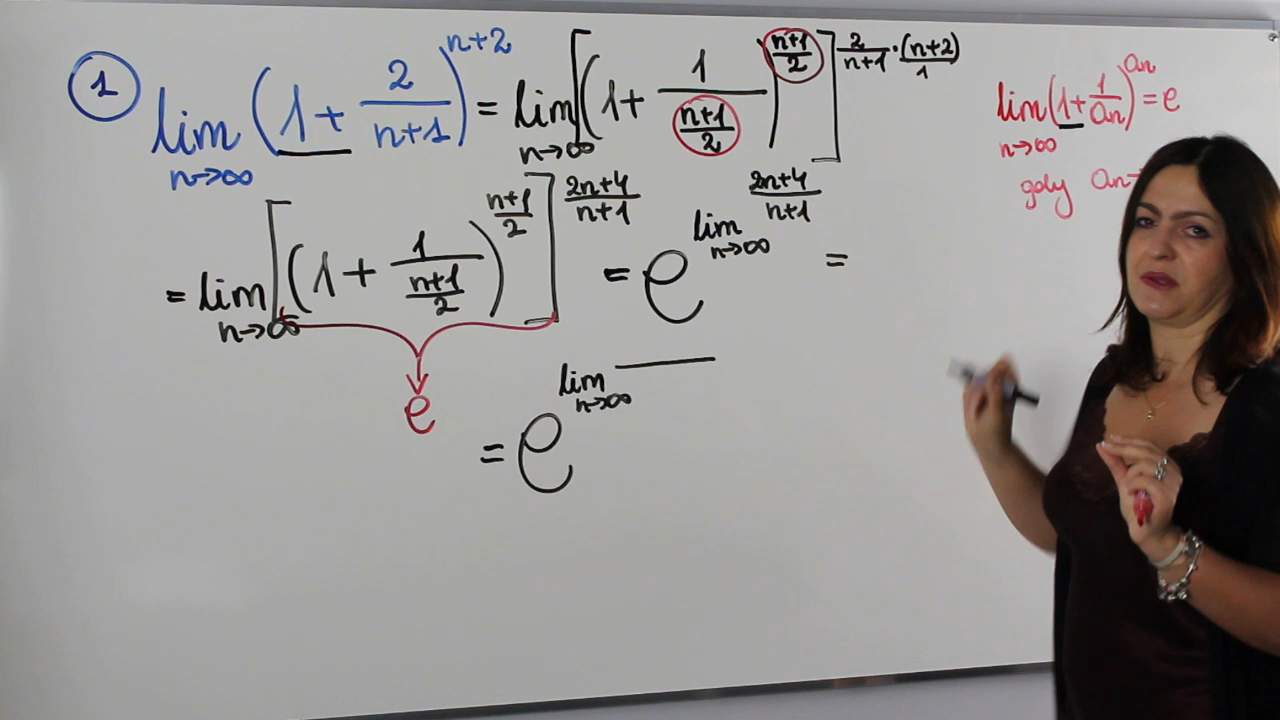 ① lim n→∞ (1 + 2/(n+1))^(n+2) = lim n→∞ [(1 + 1/((n+1)/2))^((n+1)/2)]^(2/(n+1) · (n+2)/1)
= lim n→∞ [(1 + 1/((n+1)/2))^((n+1)/2)]^((2n+4)/(n+1)) = e^(lim n→∞ (2n+4)/(n+1)) =
e
= e^(lim n→∞ —)
lim n→∞ (1 + 1/an)^an = e
gdy an